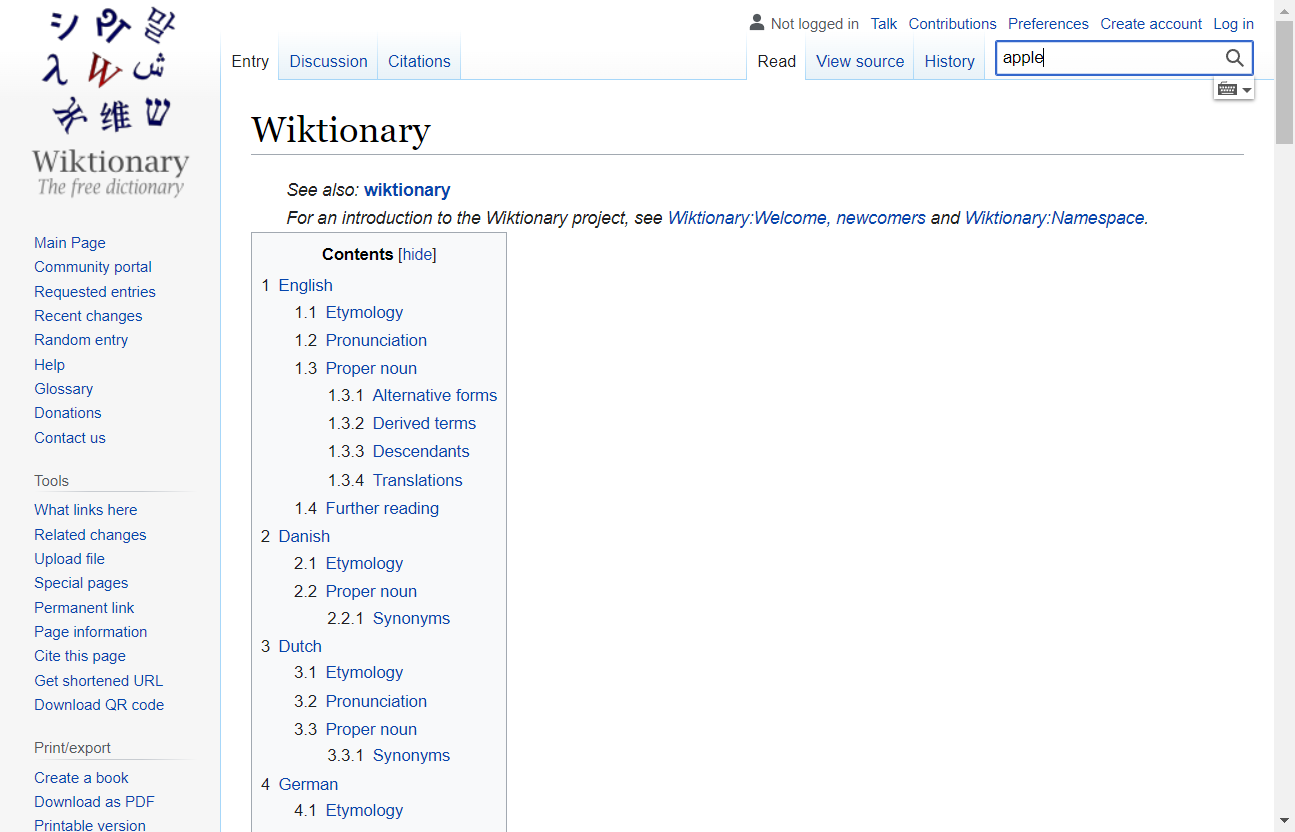 シ Պ 말
λ W ش
क 维 ש
Wiktionary
The free dictionary
Not logged in Talk Contributions Preferences Create account Log in
Entry Discussion Citations Read View source History apple
Wiktionary
See also: wiktionary
For an introduction to the Wiktionary project, see Wiktionary:Welcome, newcomers and Wiktionary:Namespace.
Contents [hide]
1 English
1.1 Etymology
1.2 Pronunciation
1.3 Proper noun
1.3.1 Alternative forms
1.3.2 Derived terms
1.3.3 Descendants
1.3.4 Translations
1.4 Further reading
2 Danish
2.1 Etymology
2.2 Proper noun
2.2.1 Synonyms
3 Dutch
3.1 Etymology
3.2 Pronunciation
3.3 Proper noun
3.3.1 Synonyms
4 German
4.1 Etymology
Main Page
Community portal
Requested entries
Recent changes
Random entry
Help
Glossary
Donations
Contact us
Tools
What links here
Related changes
Upload file
Special pages
Permanent link
Page information
Cite this page
Get shortened URL
Download QR code
Print/export
Create a book
Download as PDF
Printable version